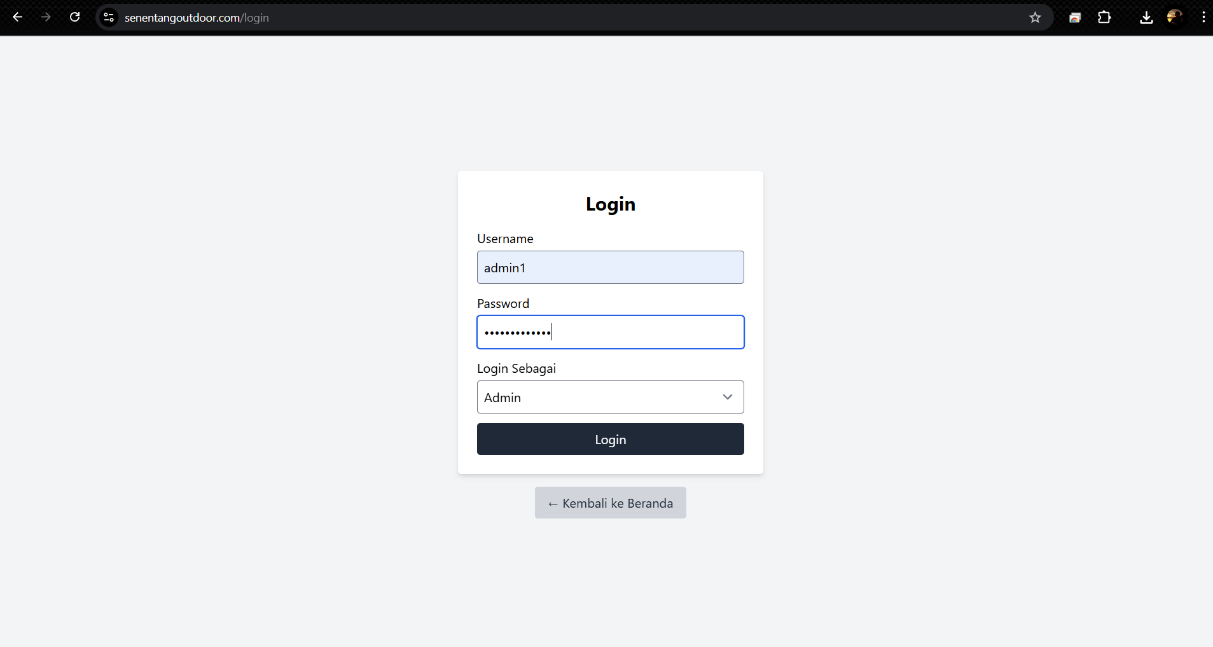 senentangoutdoor.com/login
Login
Username
admin1
Password
•••••••••••••
Login Sebagai
Admin
Login
← Kembali ke Beranda